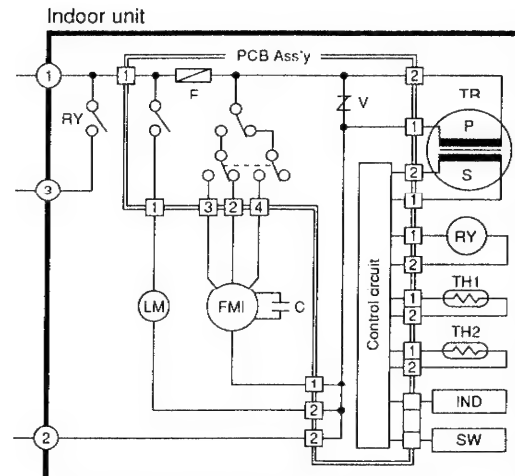 Indoor unit
PCB Ass'y
1 1 2
F
RY
V
TR
1
P
2
S
3
1
1 3 2 4
1
RY
2
Control circuit
TH1
1
LM FMI C
2
TH2
1
2
1
IND
2
2 2
SW